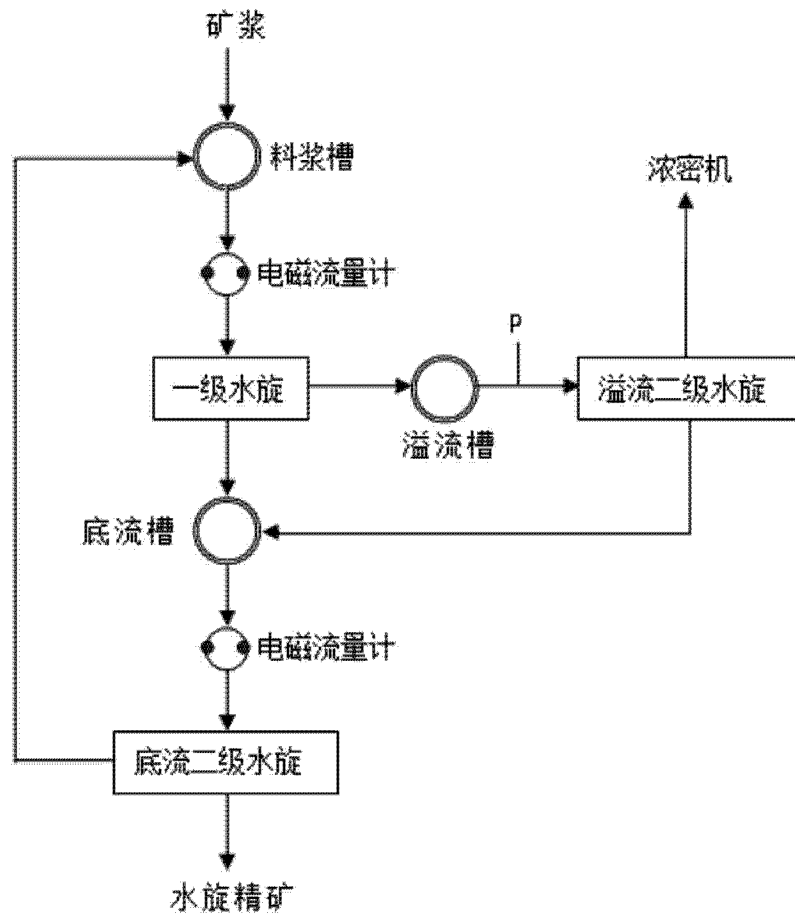 矿浆
料浆槽
浓密机
电磁流量计
P
一级水旋
溢流二级水旋
溢流槽
底流槽
电磁流量计
底流二级水旋
水旋精矿